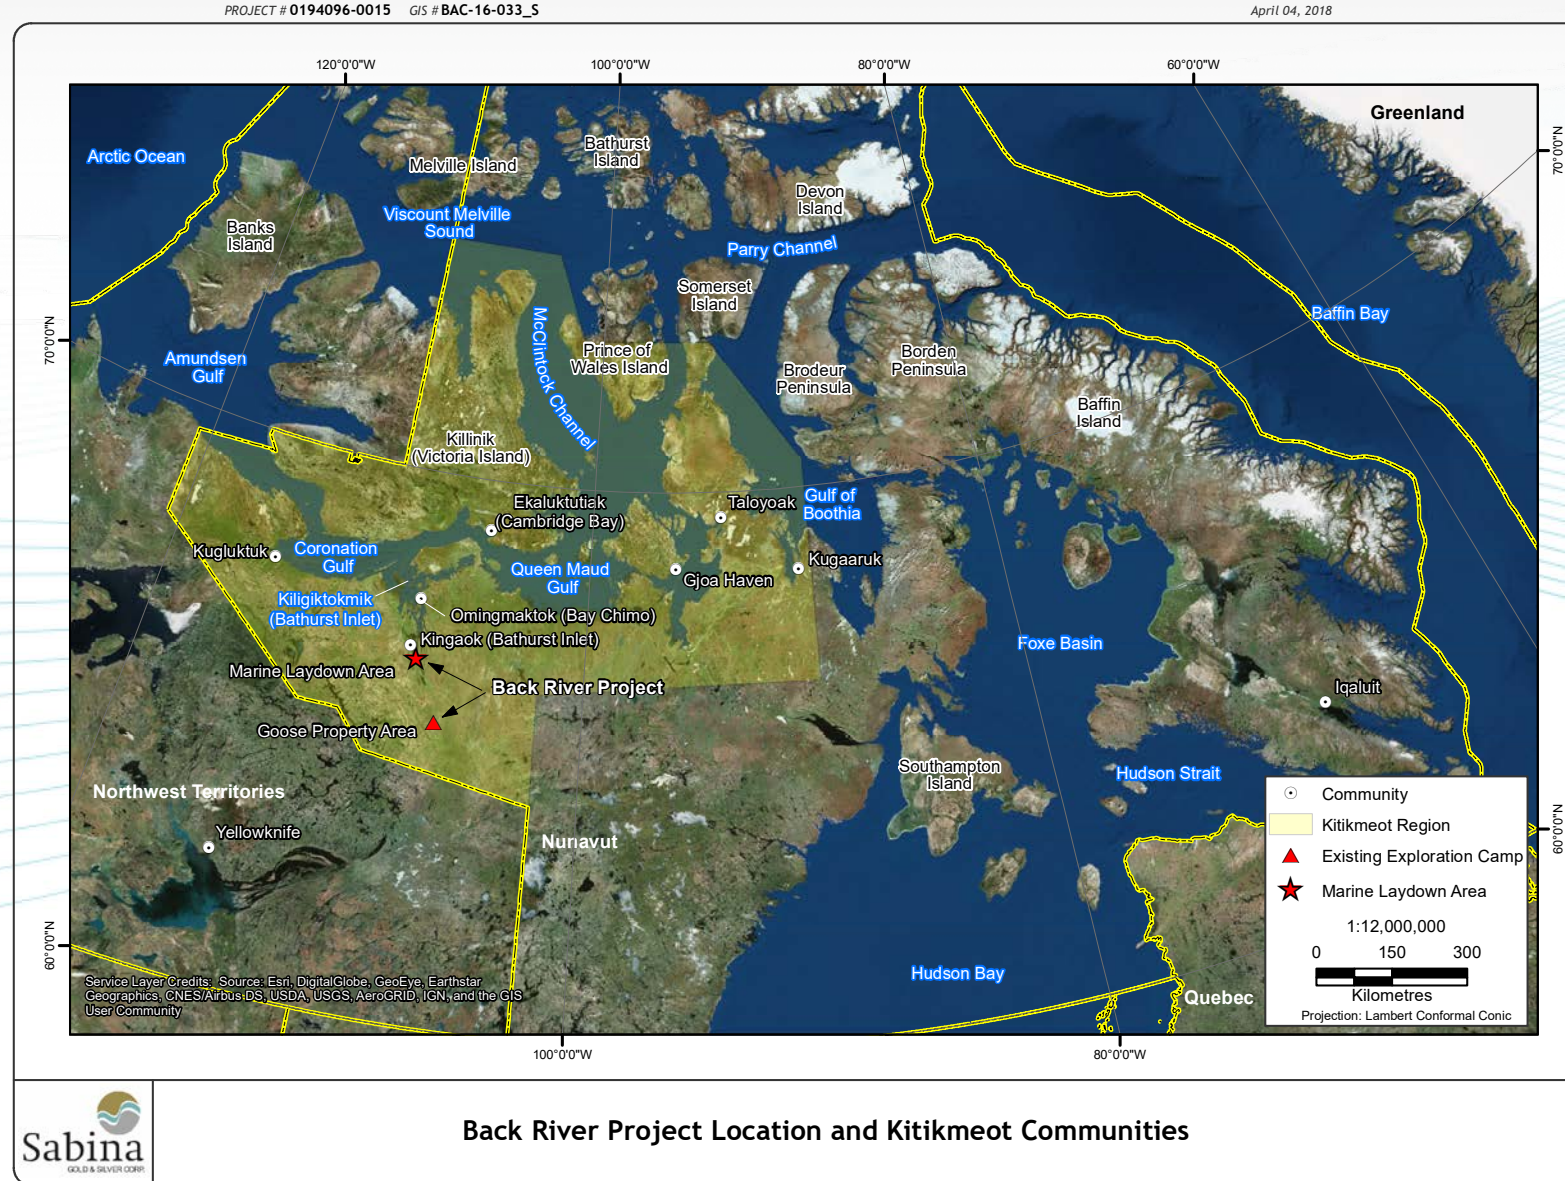 PROJECT # 0194096-0015 GIS # BAC-16-033_S April 04, 2018
120°0'0"W 100°0'0"W 80°0'0"W 60°0'0"W
Greenland
70°0'0"N
Arctic Ocean
Melville Island
Bathurst
Island
Devon
Island
Banks
Island
Viscount Melville
Sound
Parry Channel
Somerset
Island
Baffin Bay
70°0'0"N
Amundsen
Gulf
McClintock Channel
Prince of
Wales Island
Brodeur
Peninsula
Borden
Peninsula
Baffin
Island
Killinik
(Victoria Island)
Ekaluktutiak
(Cambridge Bay)
Taloyoak
Gulf of
Boothia
Kugluktuk
Coronation
Gulf
Queen Maud
Gulf
Gjoa Haven
Kugaaruk
Kiligiktokmik
(Bathurst Inlet)
Omingmaktok (Bay Chimo)
Kingaok (Bathurst Inlet)
Marine Laydown Area
Back River Project
Goose Property Area
Foxe Basin
Iqaluit
Southampton
Island
Hudson Strait
Northwest Territories
Yellowknife
Nunavut
60°0'0"N
Hudson Bay
Quebec
Community
Kitikmeot Region
Existing Exploration Camp
Marine Laydown Area
1:12,000,000
0 150 300
Kilometres
Projection: Lambert Conformal Conic
60°0'0"N
Service Layer Credits: Source: Esri, DigitalGlobe, GeoEye, Earthstar
Geographics, CNES/Airbus DS, USDA, USGS, AeroGRID, IGN, and the GIS
User Community
100°0'0"W 80°0'0"W
Sabina
GOLD & SILVER CORP.
Back River Project Location and Kitikmeot Communities